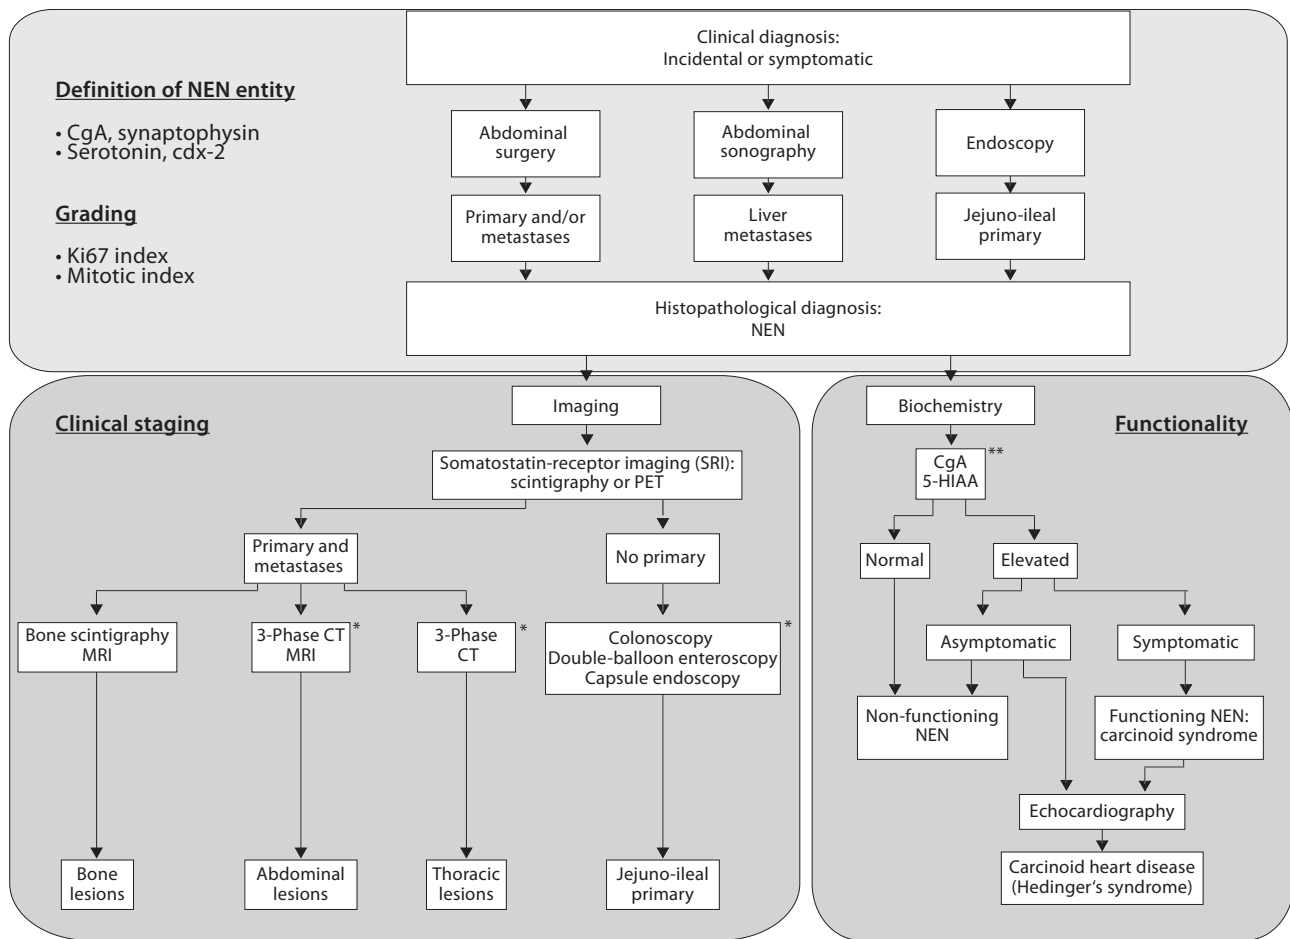 Clinical diagnosis:
Incidental or symptomatic
Definition of NEN entity
• CgA, synaptophysin
• Serotonin, cdx-2
Grading
• Ki67 index
• Mitotic index
Abdominal
surgery
Abdominal
sonography
Endoscopy
Primary and/or
metastases
Liver
metastases
Jejuno-ileal
primary
Histopathological diagnosis:
NEN
Clinical staging
Imaging
Somatostatin-receptor imaging (SRI):
scintigraphy or PET
Primary and
metastases
No primary
Bone scintigraphy
MRI
3-Phase CT
MRI
*
3-Phase
CT
*
Colonoscopy
Double-balloon enteroscopy
Capsule endoscopy
*
Bone
lesions
Abdominal
lesions
Thoracic
lesions
Jejuno-ileal
primary
Functionality
Biochemistry
CgA
5-HIAA
**
Normal
Elevated
Asymptomatic
Symptomatic
Non-functioning
NEN
Functioning NEN:
carcinoid syndrome
Echocardiography
Carcinoid heart disease
(Hedinger's syndrome)